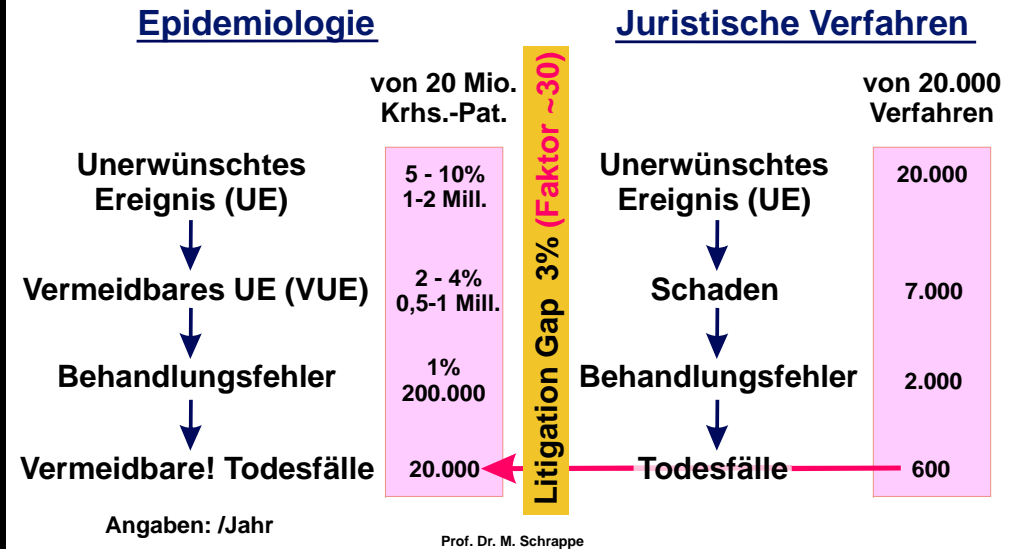 Epidemiologie
von 20 Mio.
Krhs.-Pat.
Unerwünschtes
Ereignis (UE)
5 - 10%
1-2 Mill.
Vermeidbares UE (VUE)
2 - 4%
0,5-1 Mill.
Behandlungsfehler
1%
200.000
Vermeidbare! Todesfälle
20.000
Angaben: /Jahr
Litigation Gap 3% (Faktor ~30)
Juristische Verfahren
von 20.000
Verfahren
Unerwünschtes
Ereignis (UE)
20.000
Schaden
7.000
Behandlungsfehler
2.000
Todesfälle
600
Prof. Dr. M. Schrappe